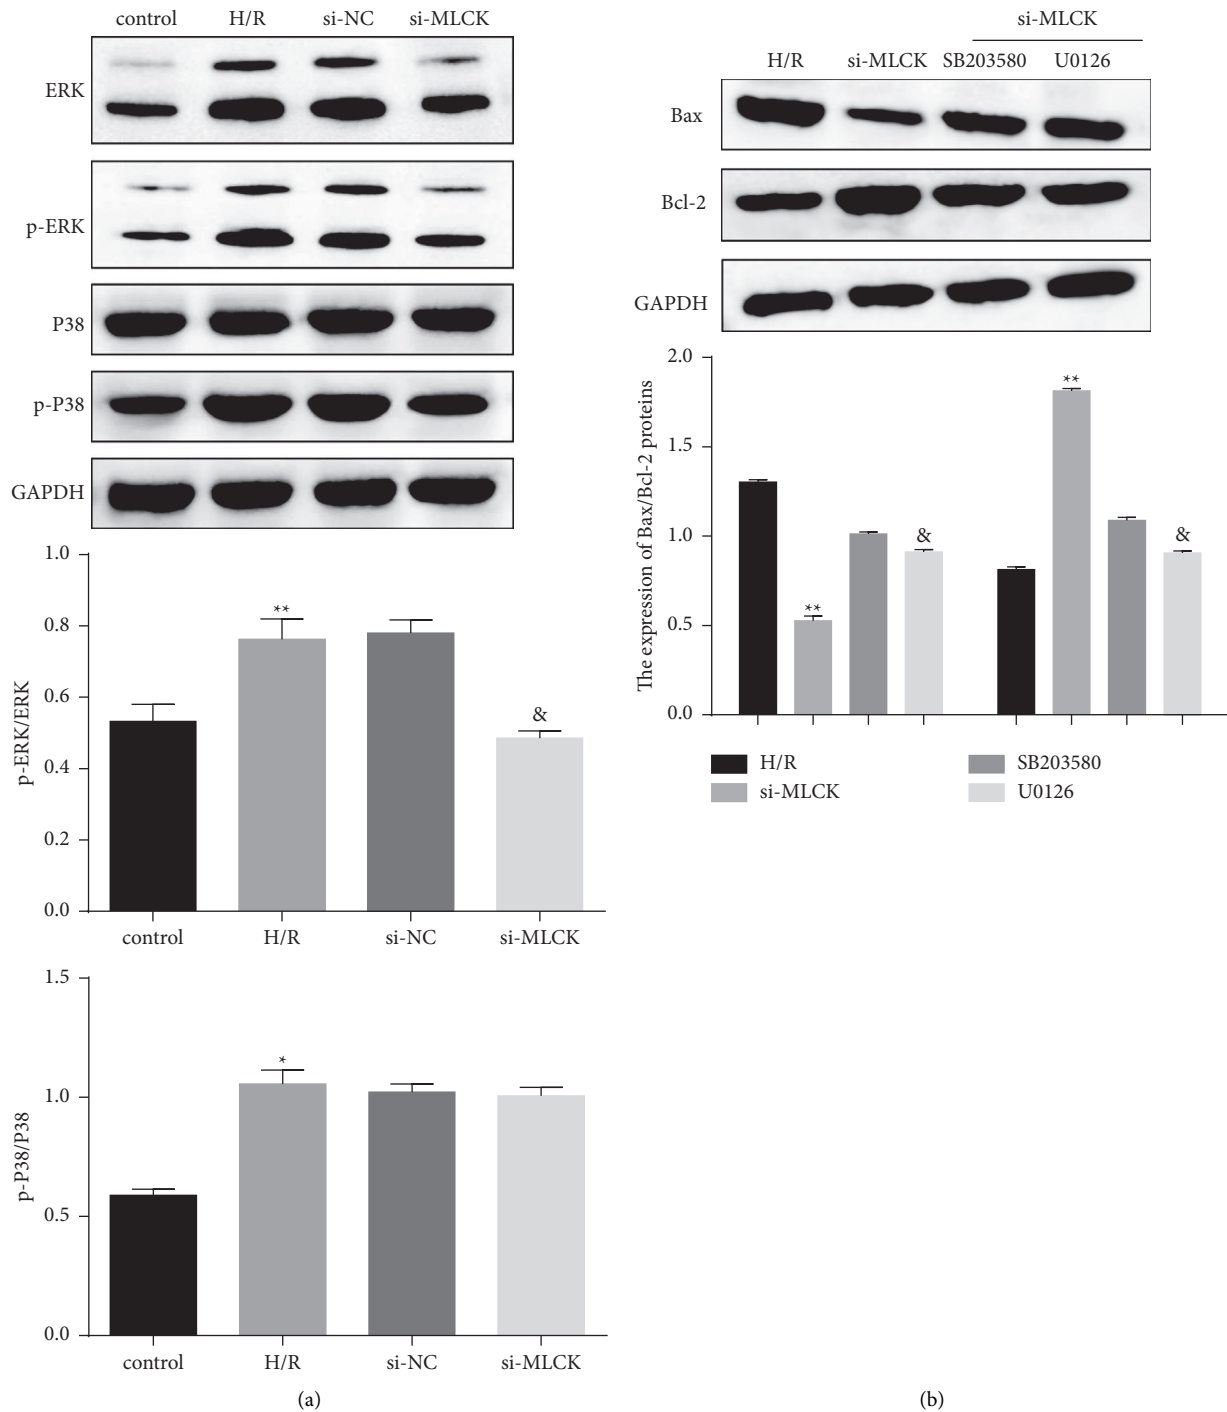 control H/R si-NC si-MLCK
ERK
p-ERK
P38
p-P38
GAPDH
1.0
0.8
0.6
0.4
0.2
0.0
p-ERK/ERK
**
&
control H/R si-NC si-MLCK
1.5
1.0
0.5
0.0
p-P38/P38
*
control H/R si-NC si-MLCK
(a)
si-MLCK
H/R si-MLCK SB203580 U0126
Bax
Bcl-2
GAPDH
2.0
1.5
1.0
0.5
0.0
The expression of Bax/Bcl-2 proteins
**
&
**
&
H/R SB203580
si-MLCK U0126
(b)